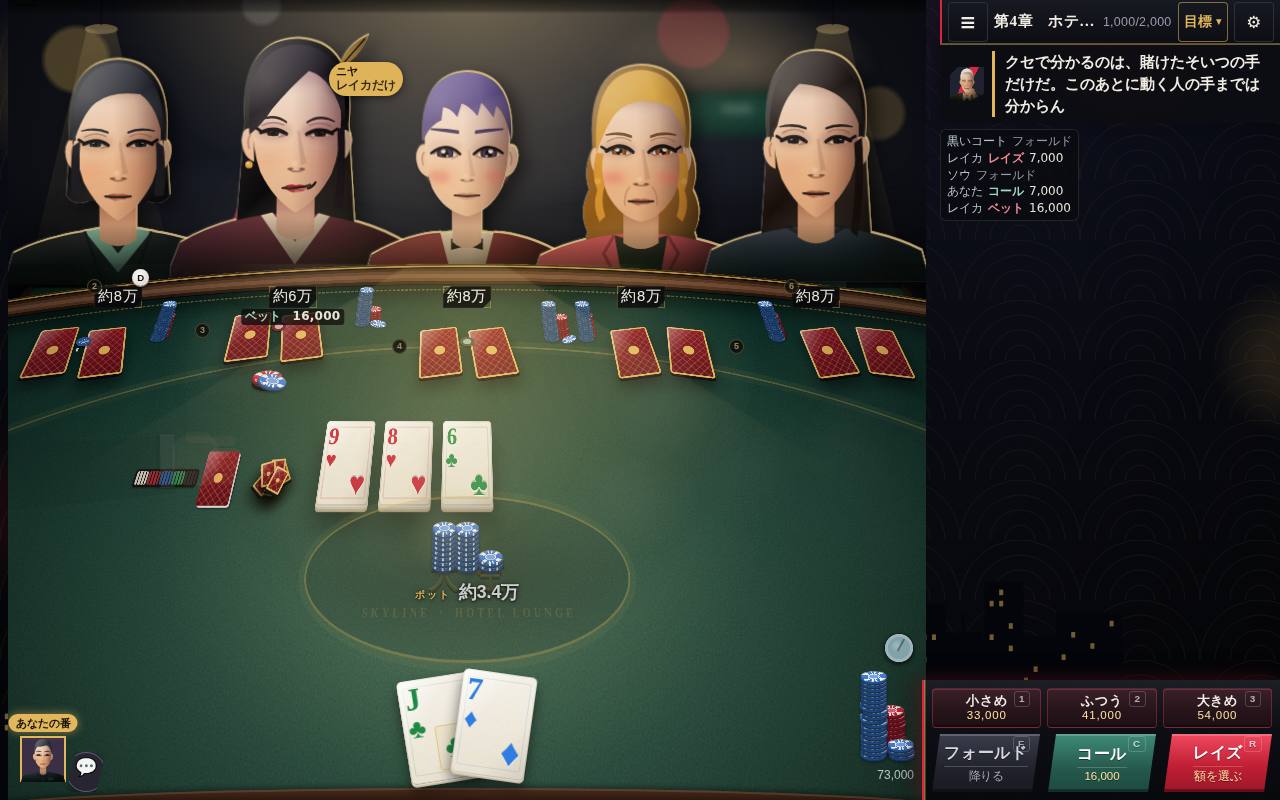 第4章 ホテ… 1,000/2,000 目標▾
クセで分かるのは、賭けたそいつの手
だけだ。このあとに動く人の手までは
分からん
黒いコート フォールド
レイカ レイズ 7,000
ソウ フォールド
あなた コール 7,000
レイカ ベット 16,000
ニヤ
レイカだけ
D
2
約8万
約6万
約8万
約8万
6
約8万
ベット 16,000
3
4
5
9
8
6
ポット 約3.4万
SKYLINE · HOTEL LOUNGE
J
7
あなたの番
73,000
小さめ 1
33,000
ふつう 2
41,000
大きめ 3
54,000
フォールド F
降りる
コール C
16,000
レイズ R
額を選ぶ